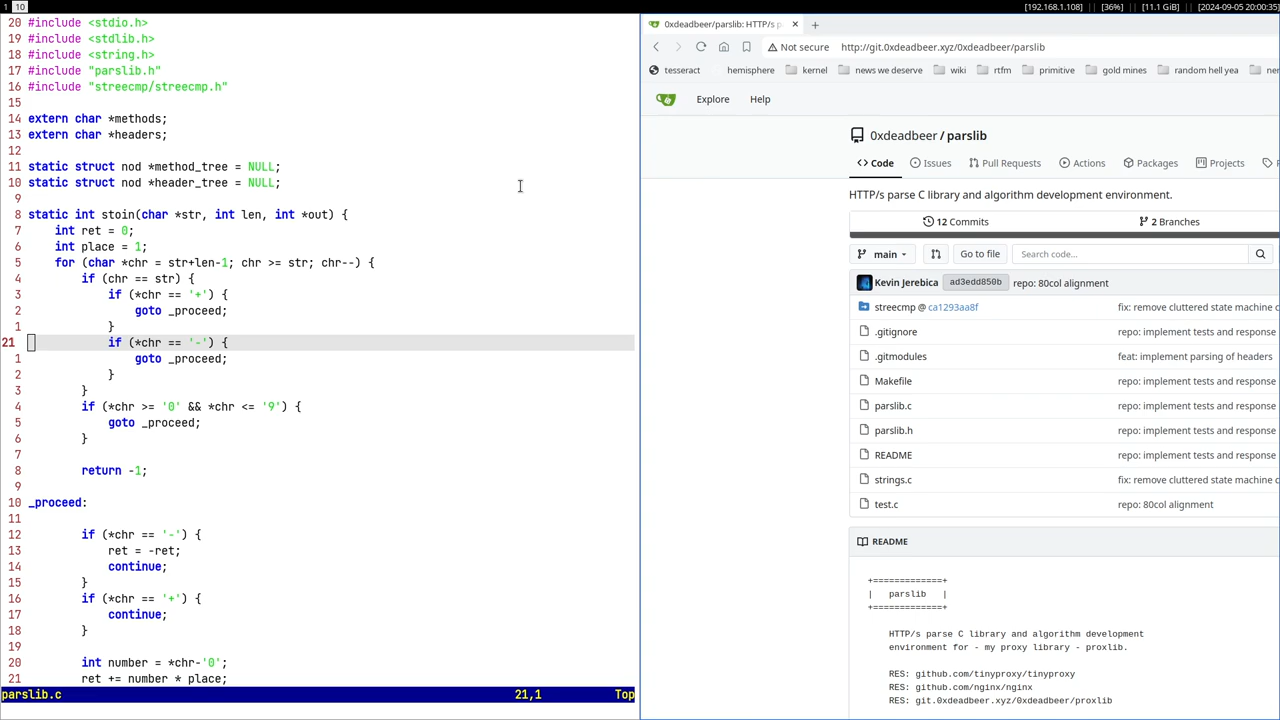 1 10 [192.168.1.108] || [36%] || [11.1 GiB] || [2024-09-05 20:00:35]
20 #include <stdio.h>
19 #include <stdlib.h>
18 #include <string.h>
17 #include "parslib.h"
16 #include "streecmp/streecmp.h"
15
14 extern char *methods;
13 extern char *headers;
12
11 static struct nod *method_tree = NULL;
10 static struct nod *header_tree = NULL;
9
8 static int stoin(char *str, int len, int *out) {
7     int ret = 0;
6     int place = 1;
5     for (char *chr = str+len-1; chr >= str; chr--) {
4         if (chr == str) {
3             if (*chr == '+') {
2                 goto _proceed;
1             }
21             if (*chr == '-') {
1                 goto _proceed;
2             }
3         }
4         if (*chr >= '0' && *chr <= '9') {
5             goto _proceed;
6         }
7
8         return -1;
9
10 _proceed:
11
12         if (*chr == '-') {
13             ret = -ret;
14             continue;
15         }
16         if (*chr == '+') {
17             continue;
18         }
19
20         int number = *chr-'0';
21         ret += number * place;
parslib.c 21,1 Top
0xdeadbeer/parslib: HTTP/s p
Not secure http://git.0xdeadbeer.xyz/0xdeadbeer/parslib
tesseract hemisphere kernel news we deserve wiki rtfm primitive gold mines random hell yea
Explore Help
0xdeadbeer / parslib
Code Issues Pull Requests Actions Packages Projects
HTTP/s parse C library and algorithm development environment.
12 Commits 2 Branches
main Go to file Search code...
Kevin Jerebica ad3edd850b repo: 80col alignment
streecmp @ ca1293aa8f fix: remove cluttered state machine c
.gitignore repo: implement tests and response
.gitmodules feat: implement parsing of headers
Makefile repo: implement tests and response
parslib.c repo: implement tests and response
parslib.h repo: implement tests and response
README repo: implement tests and response
strings.c fix: remove cluttered state machine c
test.c repo: 80col alignment
README
+=============+
| parslib |
+=============+
HTTP/s parse C library and algorithm development
environment for - my proxy library - proxlib.
RES: github.com/tinyproxy/tinyproxy
RES: github.com/nginx/nginx
RES: git.0xdeadbeer.xyz/0xdeadbeer/proxlib